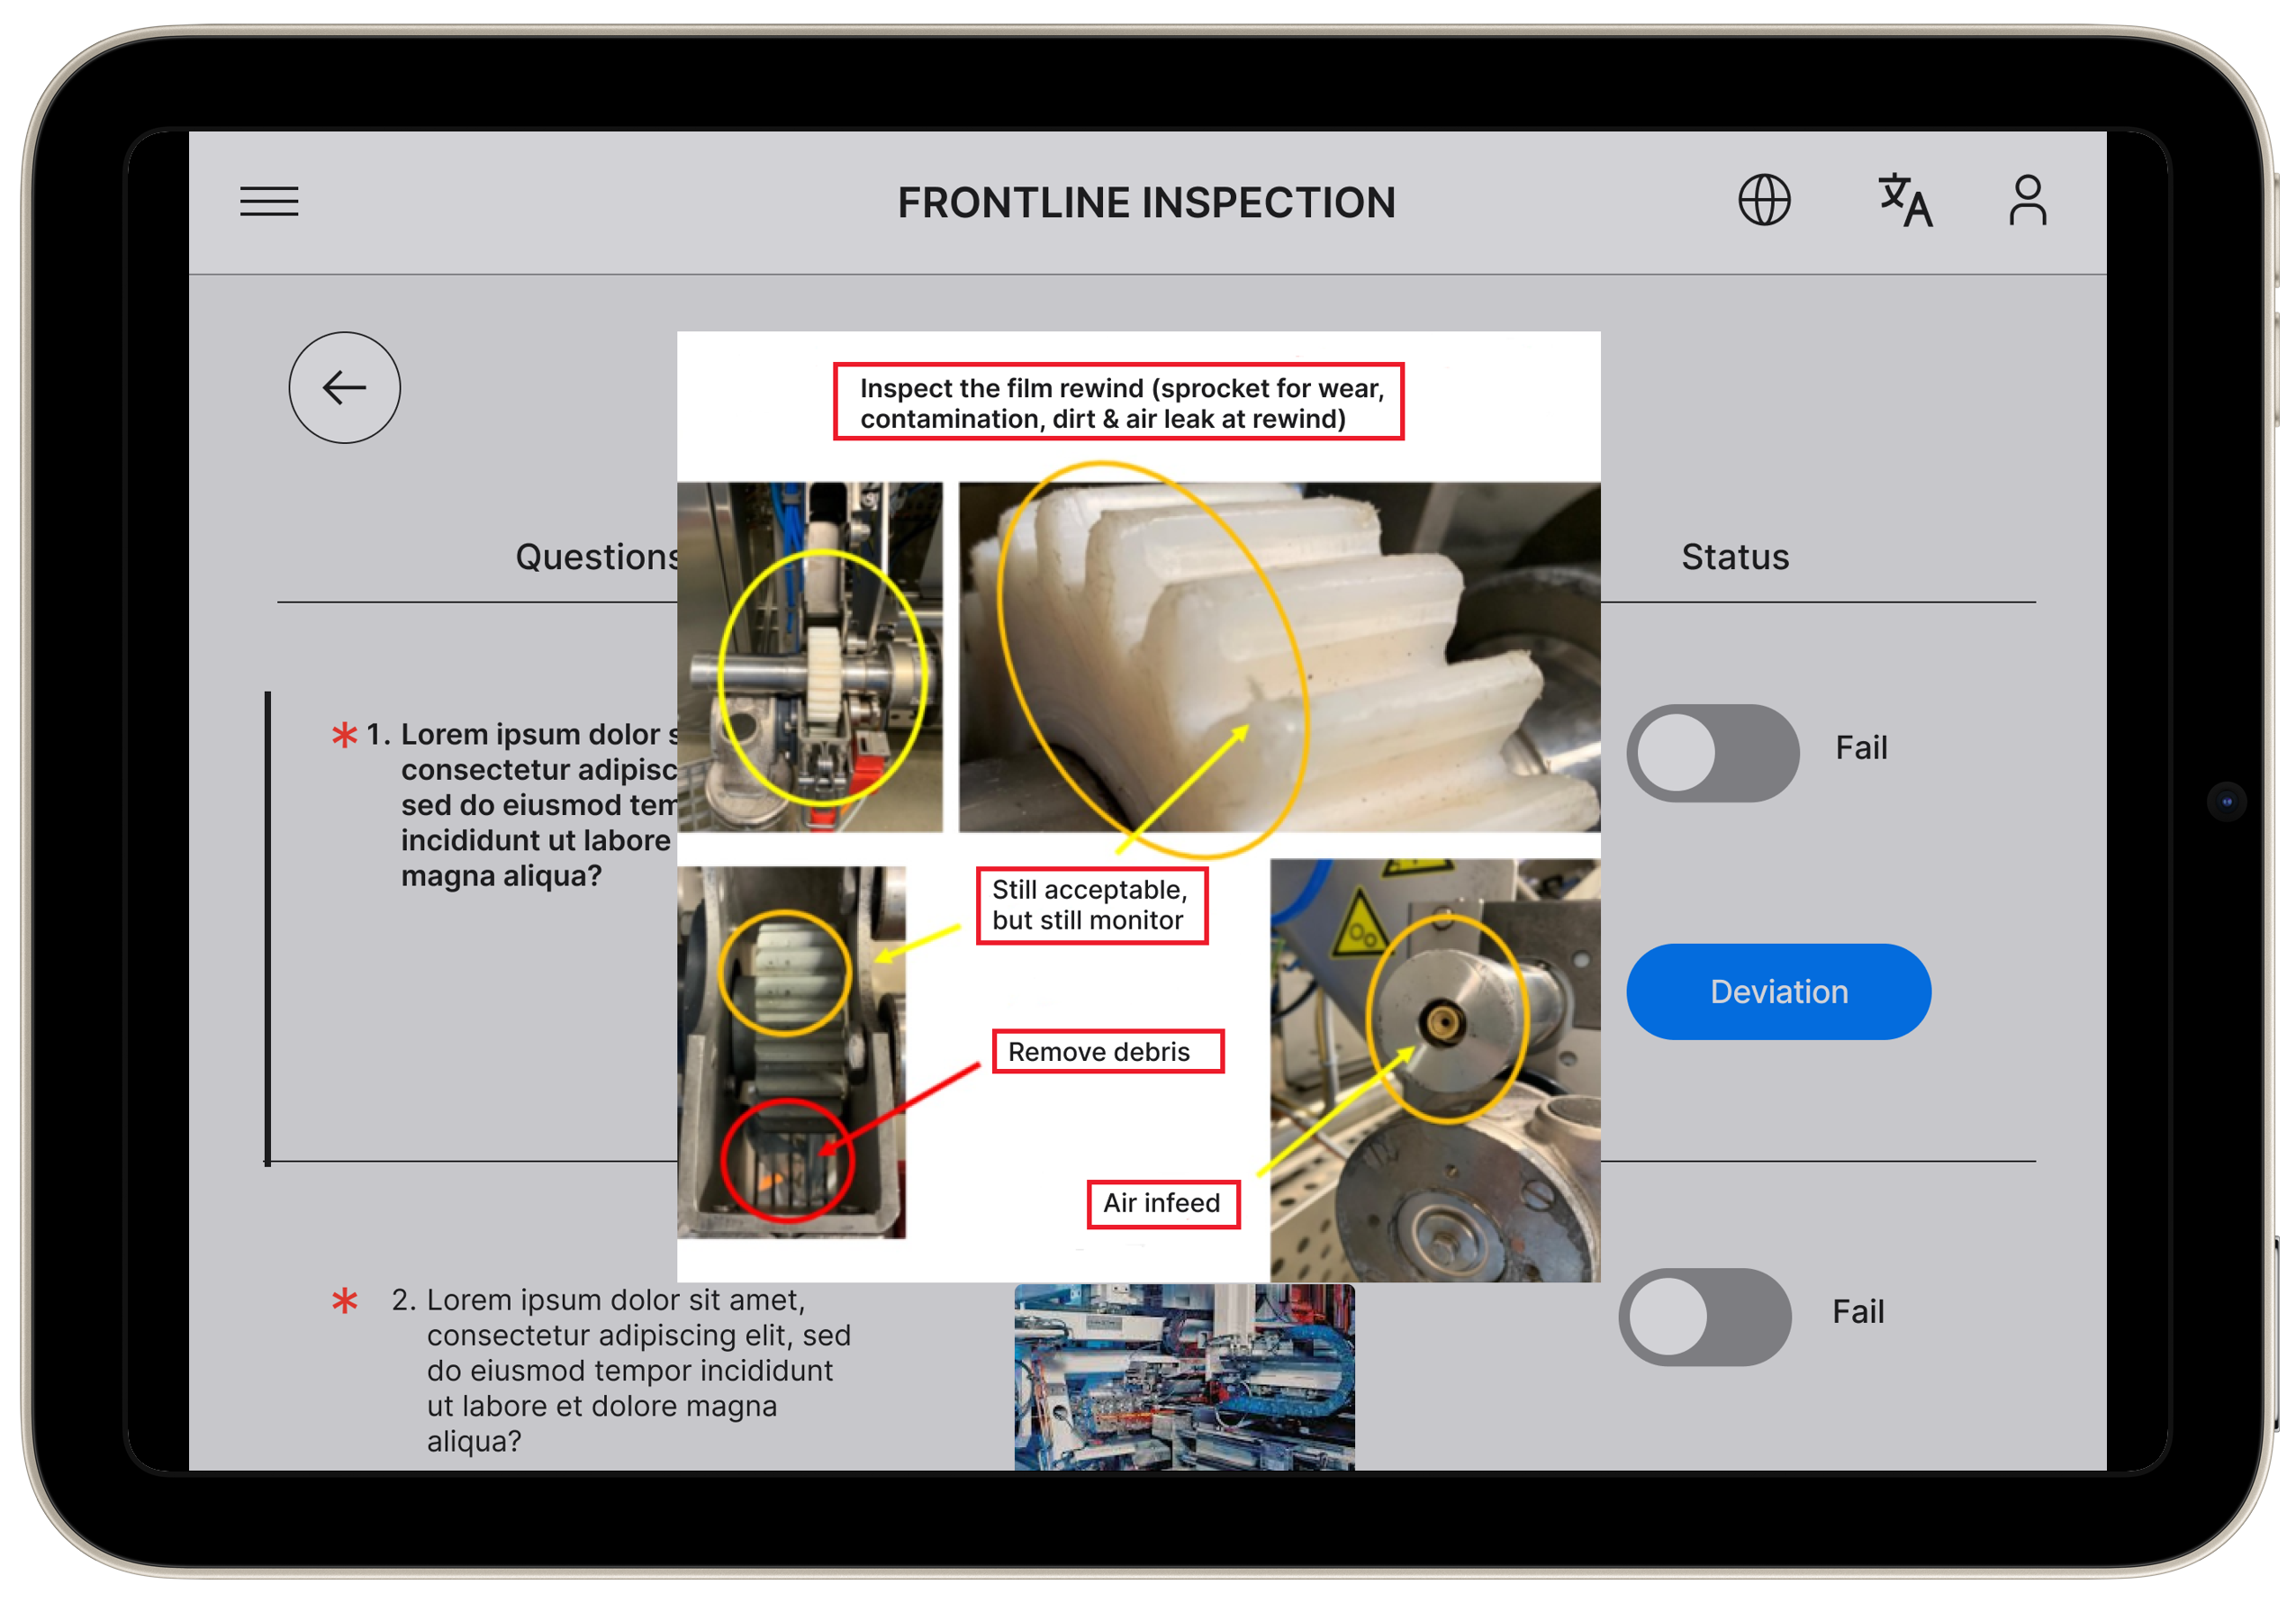 FRONTLINE INSPECTION
Inspect the film rewind (sprocket for wear,
contamination, dirt & air leak at rewind)
Questions
Status
* 1. Lorem ipsum dolor s
consectetur adipisc
sed do eiusmod tem
incididunt ut labore
magna aliqua?
Fail
Still acceptable,
but still monitor
Deviation
Remove debris
Air infeed
* 2. Lorem ipsum dolor sit amet,
consectetur adipiscing elit, sed
do eiusmod tempor incididunt
ut labore et dolore magna
aliqua?
Fail